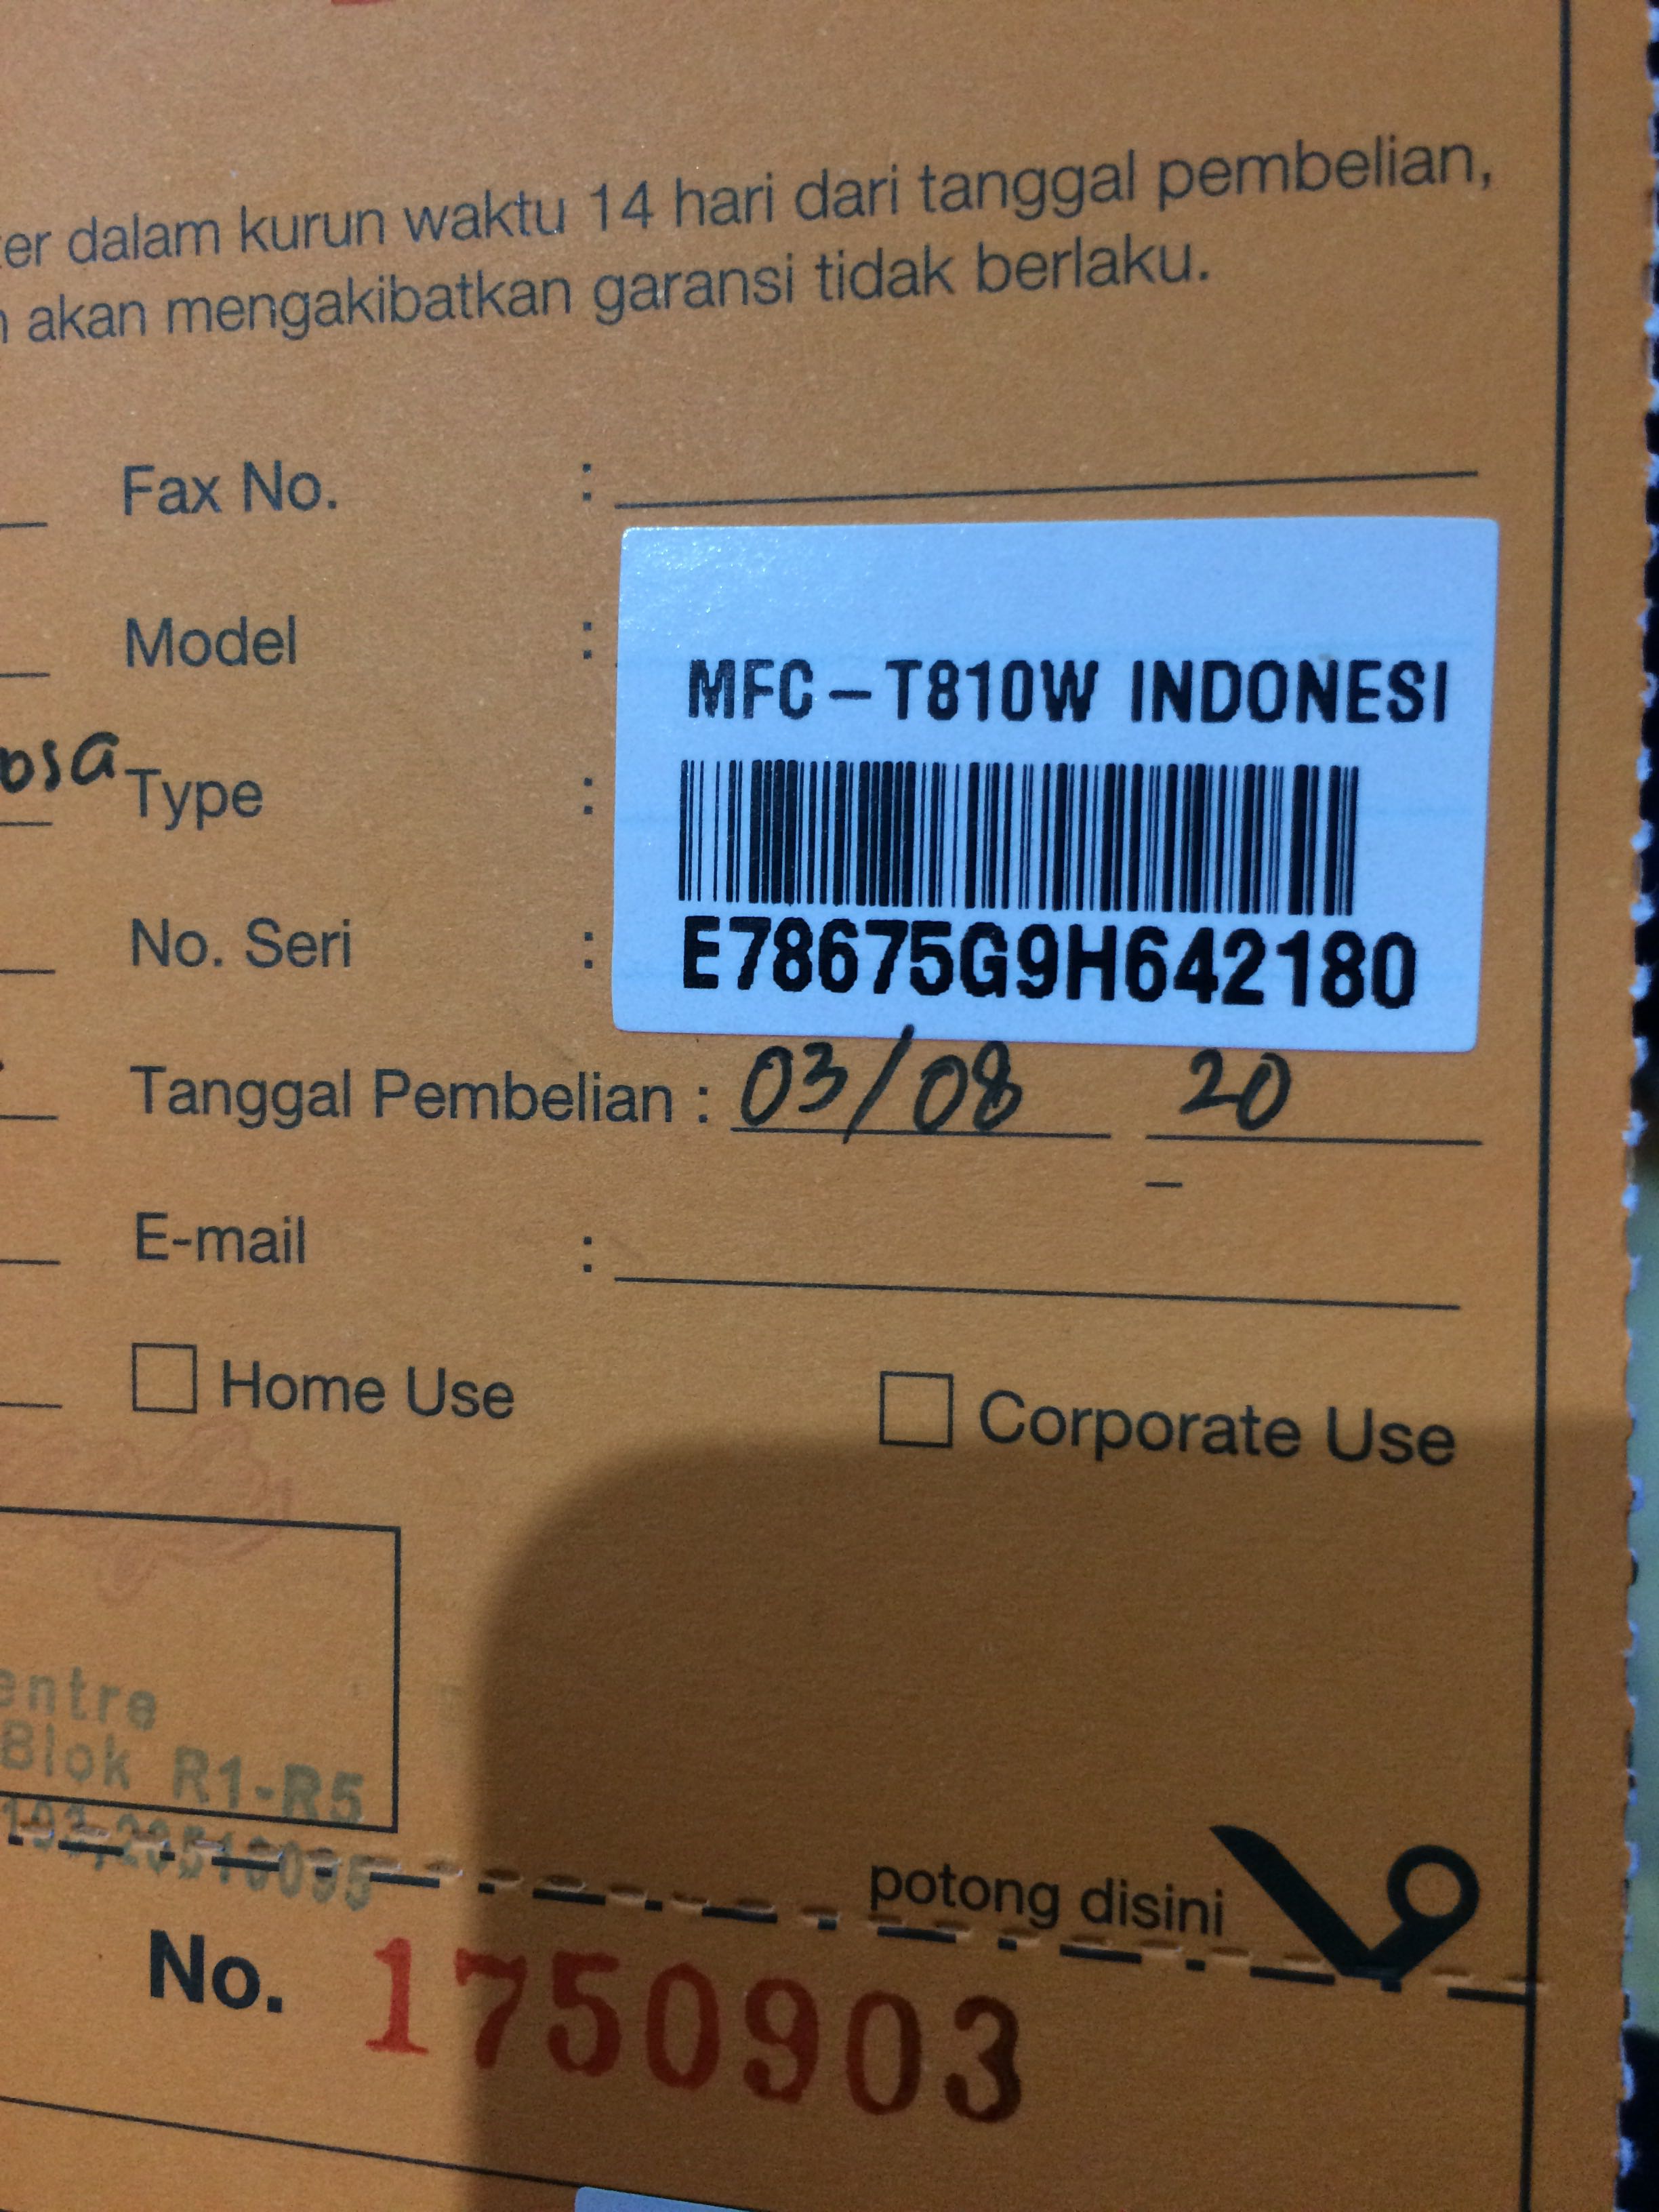 dalam kurun waktu 14 hari dari tanggal pembelian,
akan mengakibatkan garansi tidak berlaku.
Fax No. :
Model :
MFC-T810W INDONESI
Type :
No. Seri :
E78675G9H642180
Tanggal Pembelian : 03/08 20
E-mail :
Home Use
Corporate Use
Blok R1-R5
potong disini
No. 1750903